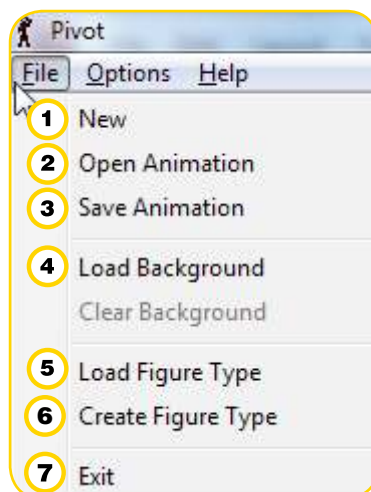 Pivot
File Options Help
1 New
2 Open Animation
3 Save Animation
4 Load Background
Clear Background
5 Load Figure Type
6 Create Figure Type
7 Exit